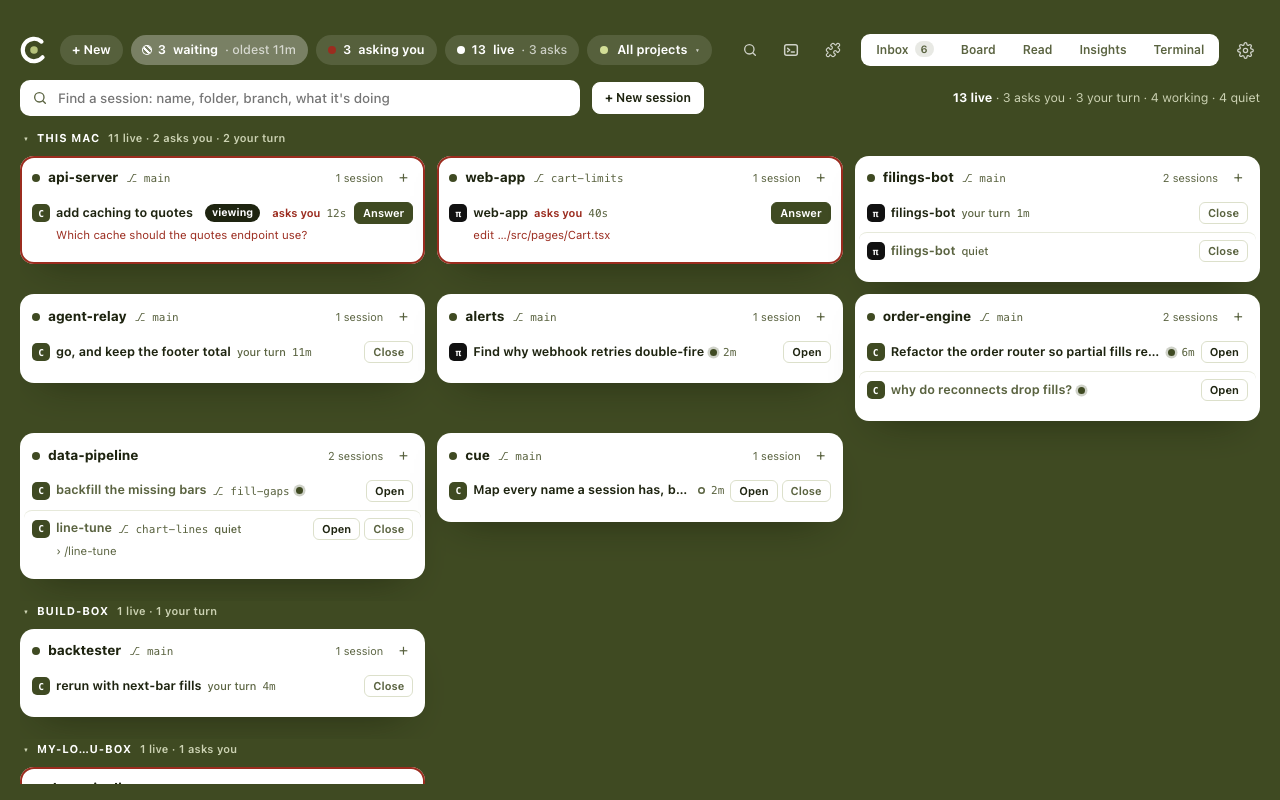 + New
3 waiting · oldest 11m
3 asking you
13 live · 3 asks
All projects
Inbox 6
Board
Read
Insights
Terminal
Find a session: name, folder, branch, what it's doing
+ New session
13 live · 3 asks you · 3 your turn · 4 working · 4 quiet
THIS MAC 11 live · 2 asks you · 2 your turn
api-server ⎇ main 1 session +
C add caching to quotes viewing asks you 12s Answer
Which cache should the quotes endpoint use?
web-app ⎇ cart-limits 1 session +
π web-app asks you 40s Answer
edit …/src/pages/Cart.tsx
filings-bot ⎇ main 2 sessions +
π filings-bot your turn 1m Close
π filings-bot quiet Close
agent-relay ⎇ main 1 session +
C go, and keep the footer total your turn 11m Close
alerts ⎇ main 1 session +
π Find why webhook retries double-fire 2m Open
order-engine ⎇ main 2 sessions +
C Refactor the order router so partial fills re… 6m Open
C why do reconnects drop fills? Open
data-pipeline 2 sessions +
C backfill the missing bars ⎇ fill-gaps Open
C line-tune ⎇ chart-lines quiet Open Close
› /line-tune
cue ⎇ main 1 session +
C Map every name a session has, b… 2m Open Close
BUILD-BOX 1 live · 1 your turn
backtester ⎇ main 1 session +
C rerun with next-bar fills your turn 4m Close
MY-LO…U-BOX 1 live · 1 asks you